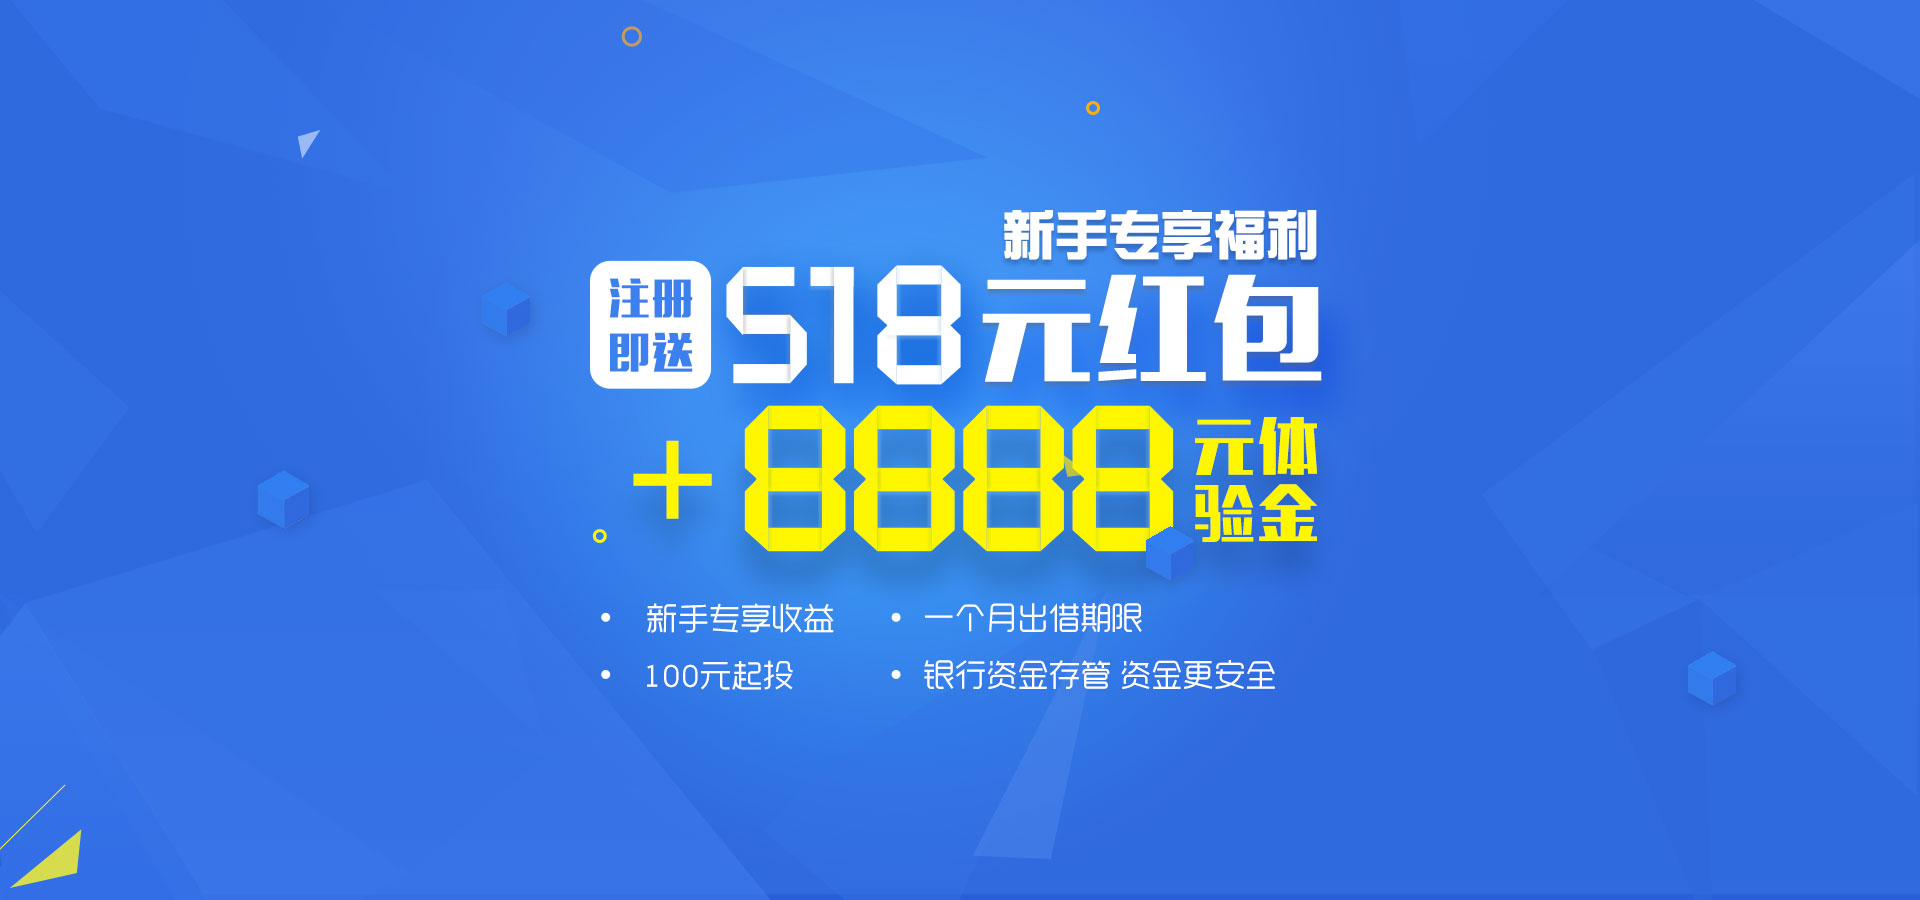 新手专享福利
注册
即送
518元红包
+8888
元体
验金
• 新手专享收益
• 一个月出借期限
• 100元起投
• 银行资金存管 资金更安全